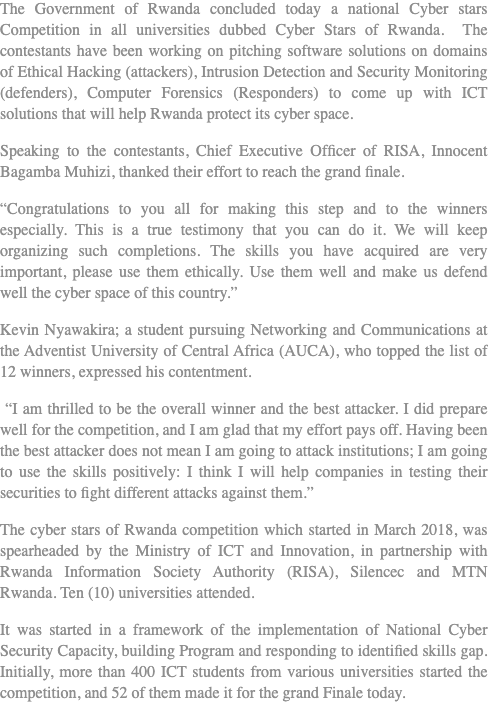 The Government of Rwanda concluded today a national Cyber stars
Competition in all universities dubbed Cyber Stars of Rwanda. The
contestants have been working on pitching software solutions on domains
of Ethical Hacking (attackers), Intrusion Detection and Security Monitoring
(defenders), Computer Forensics (Responders) to come up with ICT
solutions that will help Rwanda protect its cyber space.
Speaking to the contestants, Chief Executive Officer of RISA, Innocent
Bagamba Muhizi, thanked their effort to reach the grand finale.
“Congratulations to you all for making this step and to the winners
especially. This is a true testimony that you can do it. We will keep
organizing such completions. The skills you have acquired are very
important, please use them ethically. Use them well and make us defend
well the cyber space of this country.”
Kevin Nyawakira; a student pursuing Networking and Communications at
the Adventist University of Central Africa (AUCA), who topped the list of
12 winners, expressed his contentment.
“I am thrilled to be the overall winner and the best attacker. I did prepare
well for the competition, and I am glad that my effort pays off. Having been
the best attacker does not mean I am going to attack institutions; I am going
to use the skills positively: I think I will help companies in testing their
securities to fight different attacks against them.”
The cyber stars of Rwanda competition which started in March 2018, was
spearheaded by the Ministry of ICT and Innovation, in partnership with
Rwanda Information Society Authority (RISA), Silencec and MTN
Rwanda. Ten (10) universities attended.
It was started in a framework of the implementation of National Cyber
Security Capacity, building Program and responding to identified skills gap.
Initially, more than 400 ICT students from various universities started the
competition, and 52 of them made it for the grand Finale today.